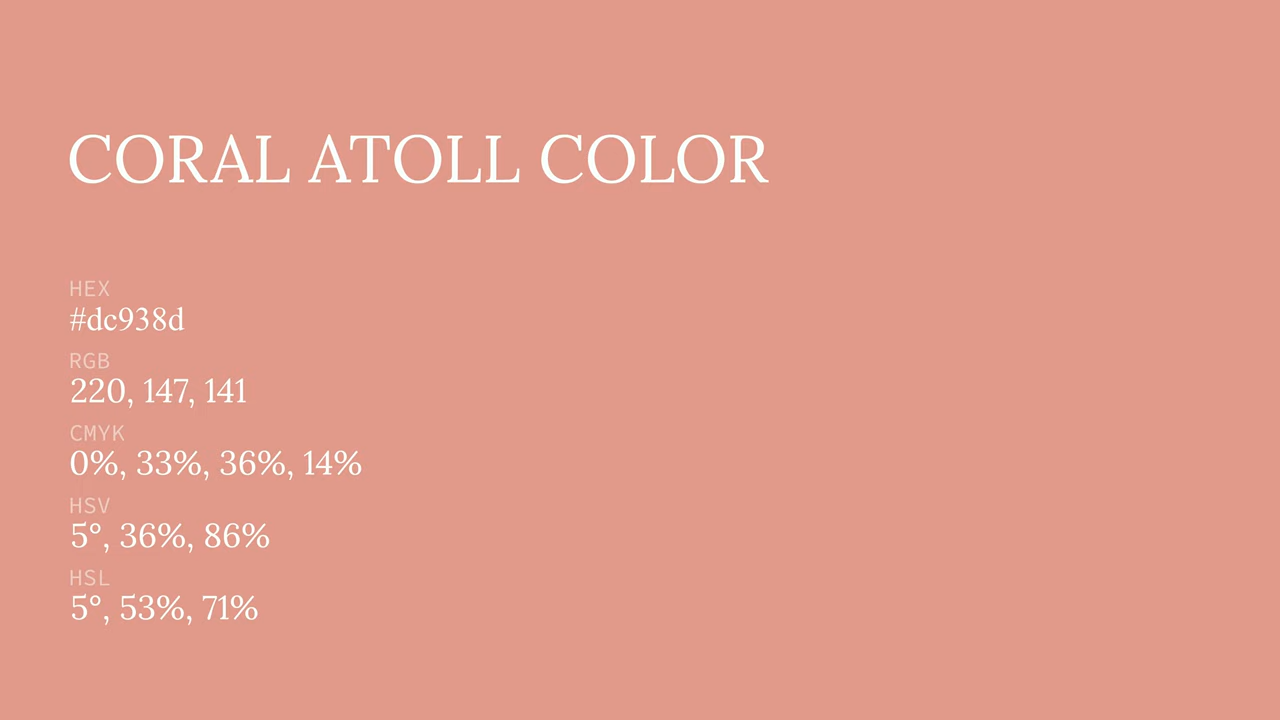 CORAL ATOLL COLOR
HEX
#dc938d
RGB
220, 147, 141
CMYK
0%, 33%, 36%, 14%
HSV
5°, 36%, 86%
HSL
5°, 53%, 71%